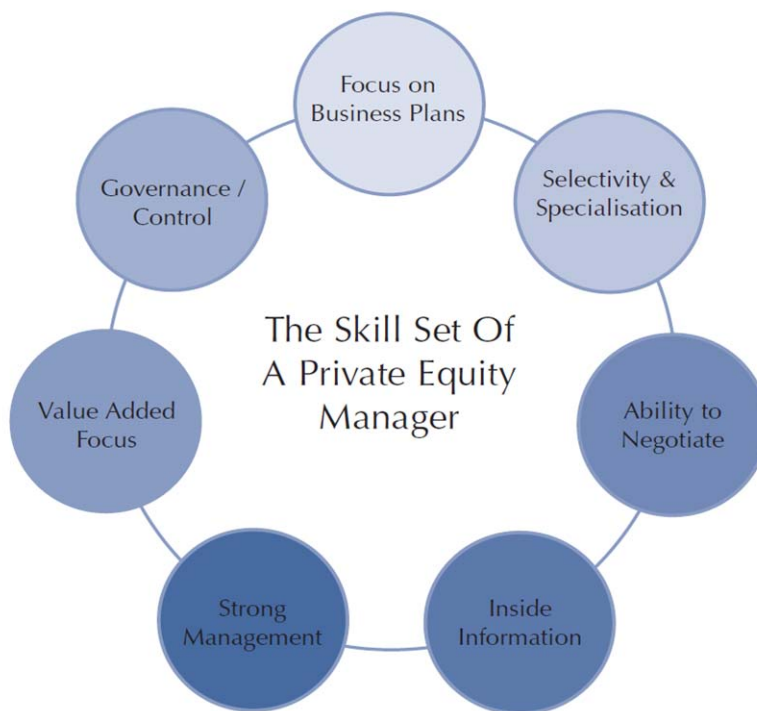 Focus on
Business Plans
Selectivity &
Specialisation
Ability to
Negotiate
Inside
Information
Strong
Management
Value Added
Focus
Governance /
Control
The Skill Set Of
A Private Equity
Manager